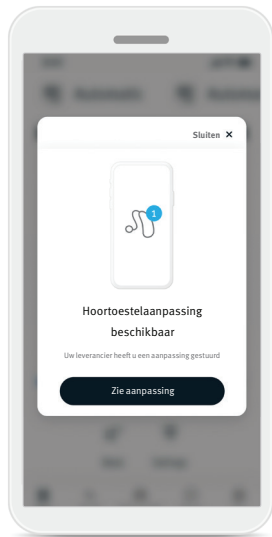 Sluiten ×
1
Hoortoestelaanpassing
beschikbaar
Uw leverancier heeft u een aanpassing gestuurd
Zie aanpassing